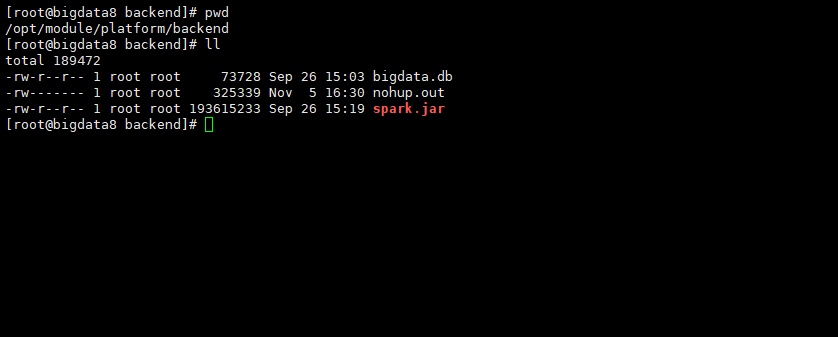 [root@bigdata8 backend]# pwd
/opt/module/platform/backend
[root@bigdata8 backend]# ll
total 189472
-rw-r--r-- 1 root root     73728 Sep 26 15:03 bigdata.db
-rw------- 1 root root    325339 Nov  5 16:30 nohup.out
-rw-r--r-- 1 root root 193615233 Sep 26 15:19 spark.jar
[root@bigdata8 backend]#